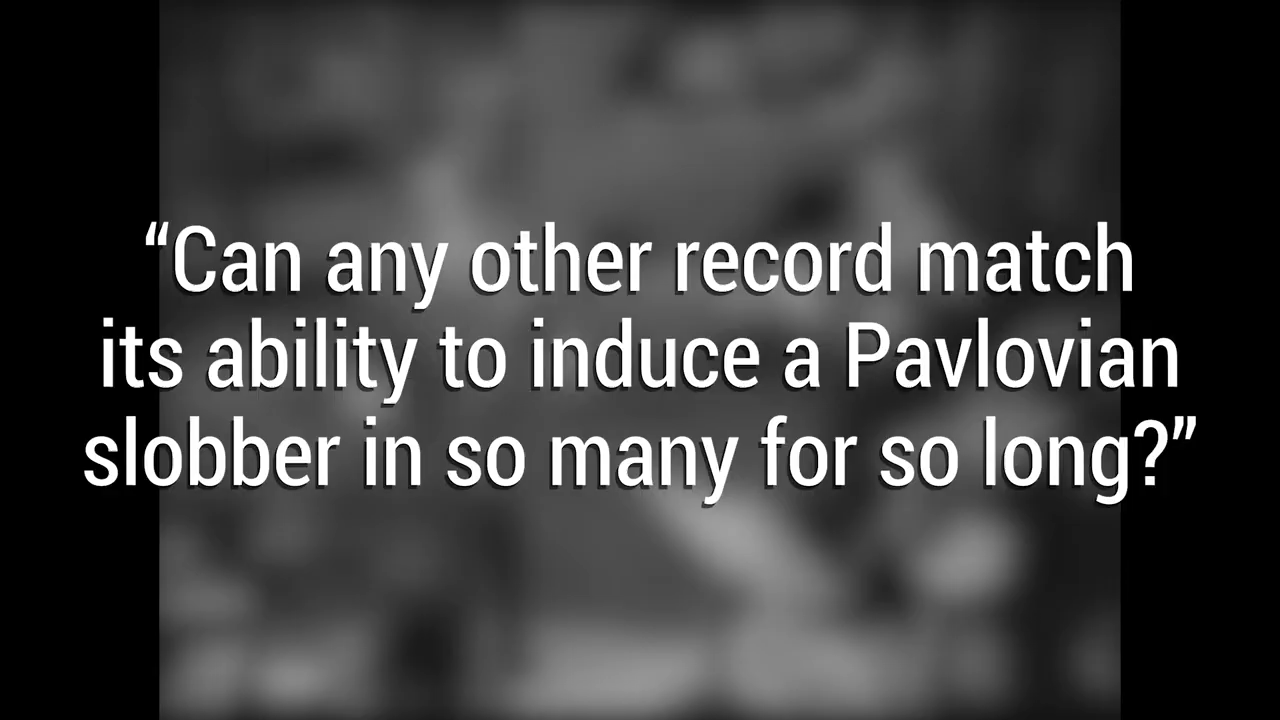 “Can any other record match
its ability to induce a Pavlovian
slobber in so many for so long?”